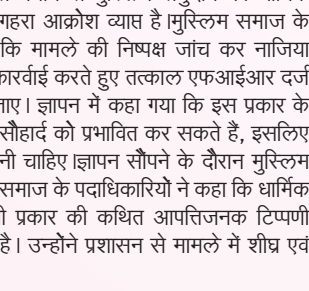 गहरा आक्रोश व्याप्त है।मुस्लिम समाज के
कि मामले की निष्पक्ष जांच कर नाजिया
कारर्वाई करते हुए तत्काल एफआईआर दर्ज
जाए। ज्ञापन में कहा गया कि इस प्रकार के
सौहार्द को प्रभावित कर सकते हैं, इसलिए
नी चाहिए।ज्ञापन सौंपने के दौरान मुस्लिम
समाज के पदाधिकारियों ने कहा कि धार्मिक
ी प्रकार की कथित आपत्तिजनक टिप्पणी
है। उन्होंने प्रशासन से मामले में शीघ्र एवं